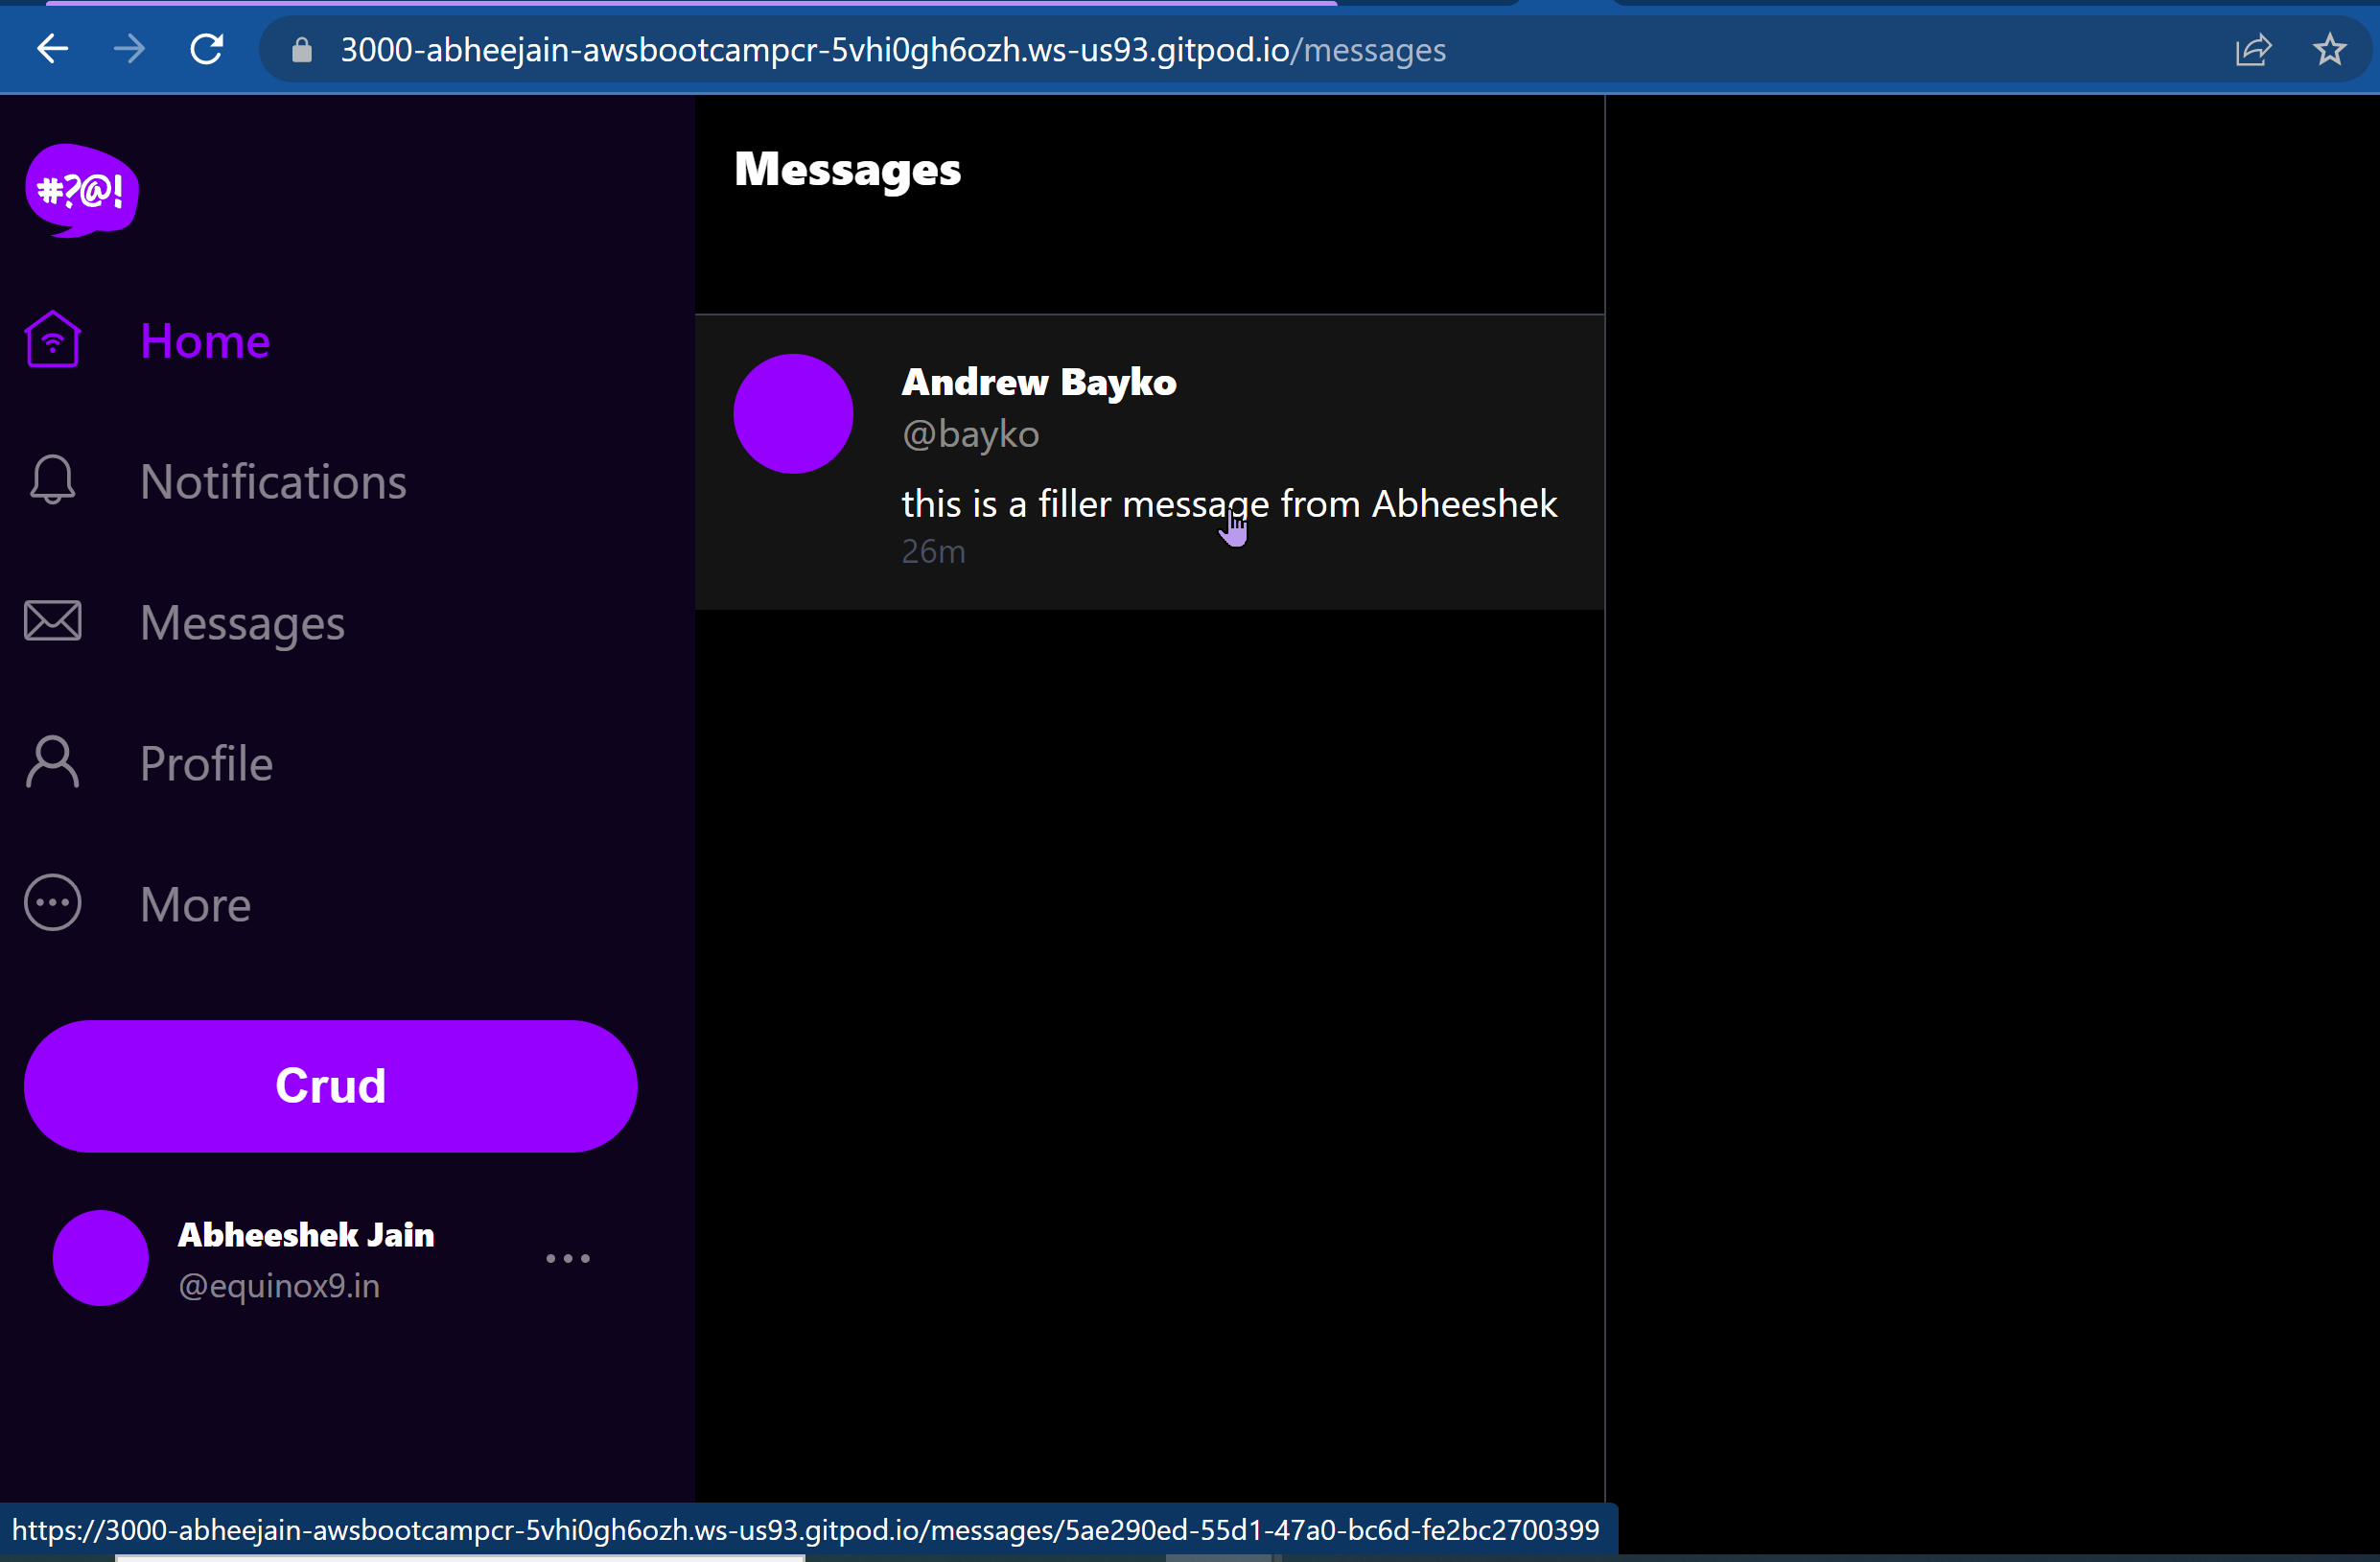 3000-abheejain-awsbootcampcr-5vhi0gh6ozh.ws-us93.gitpod.io/messages
#?@!
Home
Notifications
Messages
Profile
More
Crud
Abheeshek Jain
@equinox9.in
Messages
Andrew Bayko
@bayko
this is a filler message from Abheeshek
26m
https://3000-abheejain-awsbootcampcr-5vhi0gh6ozh.ws-us93.gitpod.io/messages/5ae290ed-55d1-47a0-bc6d-fe2bc2700399